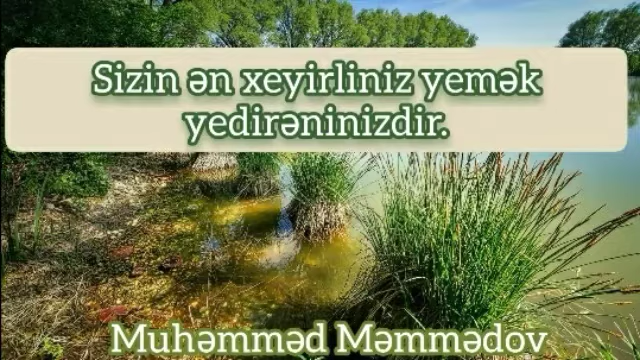 Sizin ən xeyirliniz yemək
yedirəninizdir.
Muhəmməd Məmmədov